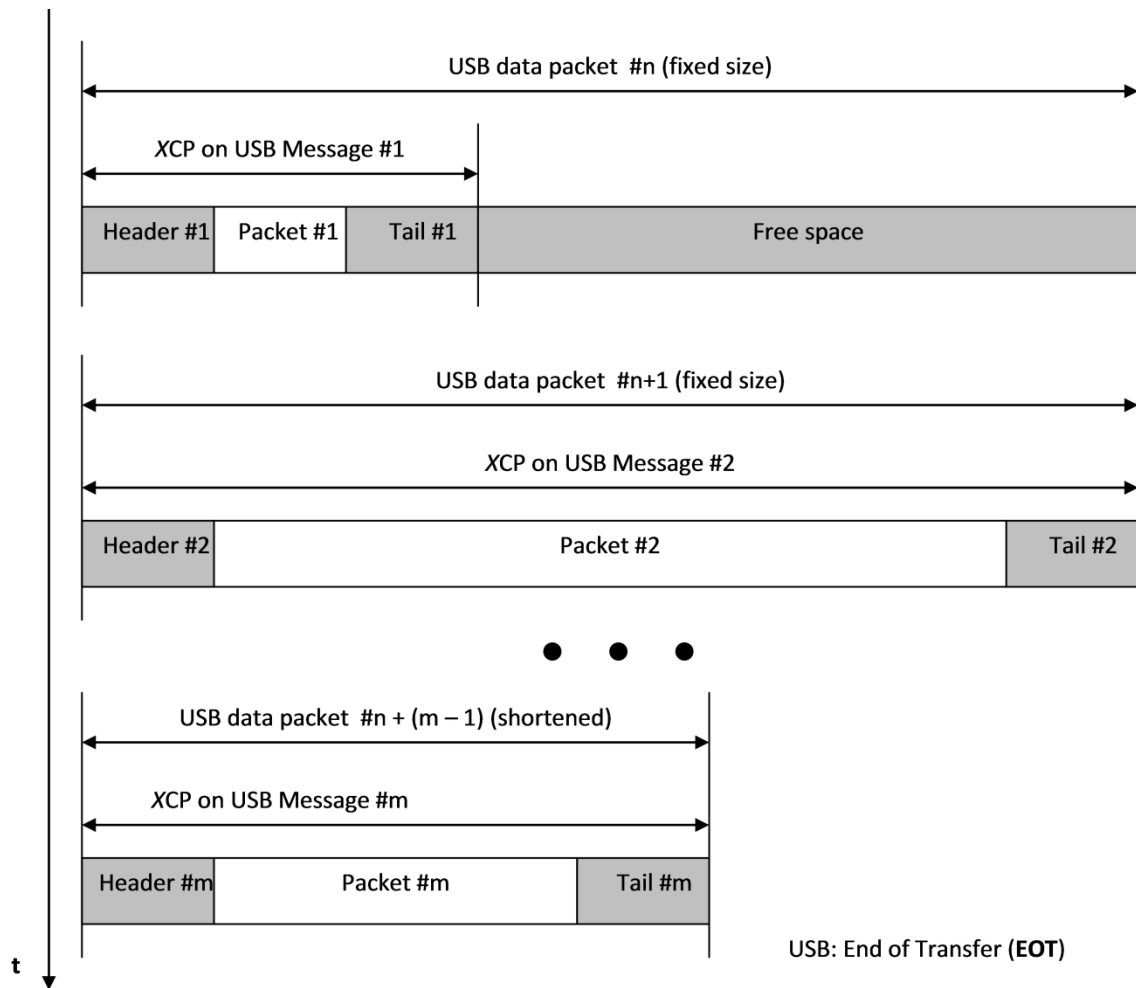 USB data packet #n (fixed size)
XCP on USB Message #1
Header #1 Packet #1 Tail #1 Free space
USB data packet #n+1 (fixed size)
XCP on USB Message #2
Header #2 Packet #2 Tail #2
USB data packet #n + (m – 1) (shortened)
XCP on USB Message #m
Header #m Packet #m Tail #m
USB: End of Transfer (EOT)
t